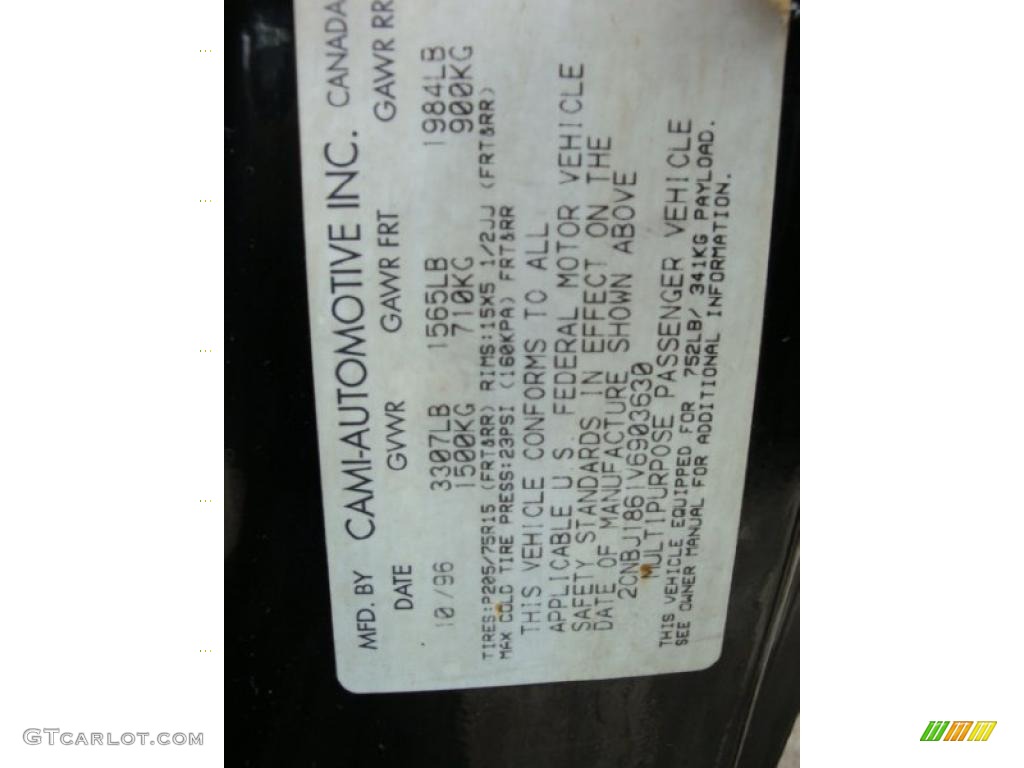 MFD. BY CAMI-AUTOMOTIVE INC. CANADA
DATE GVWR GAWR FRT GAWR RR
10/96 3307LB 1565LB 1984LB
1500KG 710KG 900KG
TIRES:P205/75R15 (FRT&RR) RIMS:15X5 1/2JJ (FRT&RR)
MAX COLD TIRE PRESS:23PSI (160KPA) FRT&RR
THIS VEHICLE CONFORMS TO ALL
APPLICABLE U.S. FEDERAL MOTOR VEHICLE
SAFETY STANDARDS IN EFFECT ON THE
DATE OF MANUFACTURE SHOWN ABOVE
2CNBJ1861V6903630
MULTIPURPOSE PASSENGER VEHICLE
THIS VEHICLE EQUIPPED FOR 752LB/ 341KG PAYLOAD.
SEE OWNER MANUAL FOR ADDITIONAL INFORMATION.
GTCARLOT.COM